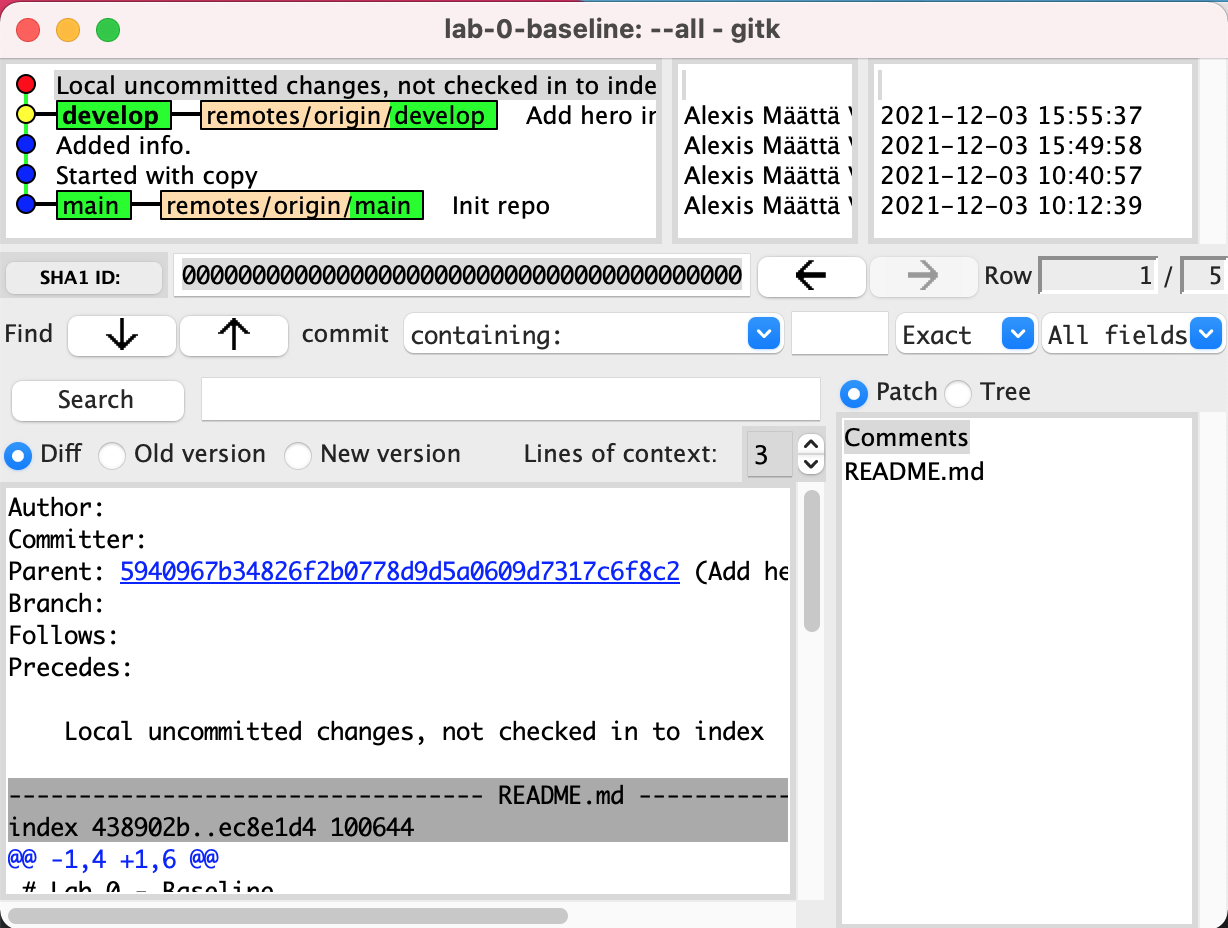 lab-0-baseline: --all - gitk
Local uncommitted changes, not checked in to inde
develop remotes/origin/develop Add hero in Alexis Määttä 2021-12-03 15:55:37
Added info. Alexis Määttä 2021-12-03 15:49:58
Started with copy Alexis Määttä 2021-12-03 10:40:57
main remotes/origin/main Init repo Alexis Määttä 2021-12-03 10:12:39
SHA1 ID: 0000000000000000000000000000000000000000 Row 1 / 5
Find commit containing: Exact All fields
Search
Patch Tree
Diff Old version New version Lines of context: 3
Comments
README.md
Author:
Committer:
Parent: 5940967b34826f2b0778d9d5a0609d7317c6f8c2 (Add he
Branch:
Follows:
Precedes:
Local uncommitted changes, not checked in to index
---------------------------------- README.md -----------
index 438902b..ec8e1d4 100644
@@ -1,4 +1,6 @@
# Lab 0 - Baseline